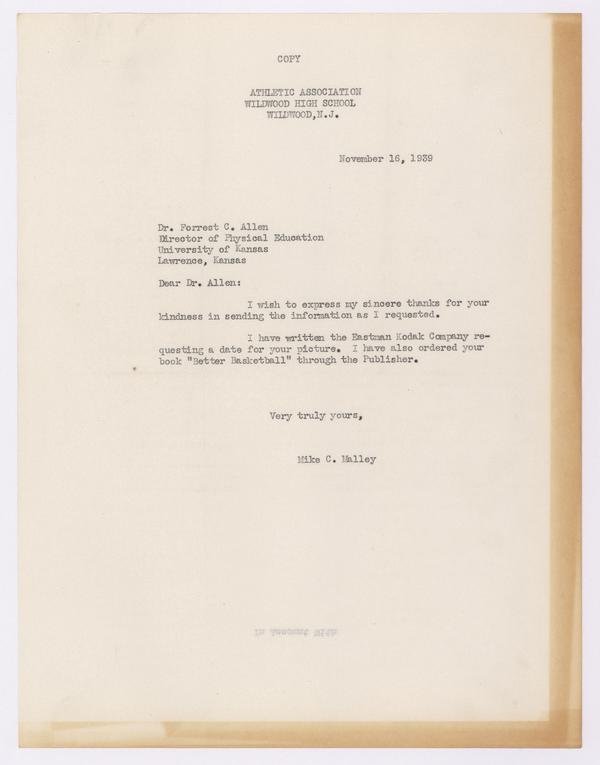 COPY
ATHLETIC ASSOCIATION
WILDWOOD HIGH SCHOOL
WILDWOOD,N.J.
November 16, 1939
Dr. Forrest C. Allen
Director of Physical Education
University of Kansas
Lawrence, Kansas
Dear Dr. Allen:
I wish to express my sincere thanks for your
kindness in sending the information as I requested.
I have written the Eastman Kodak Company re-
questing a date for your picture. I have also ordered your
book "Better Basketball" through the Publisher.
Very truly yours,
Mike C. Malley
In Account With